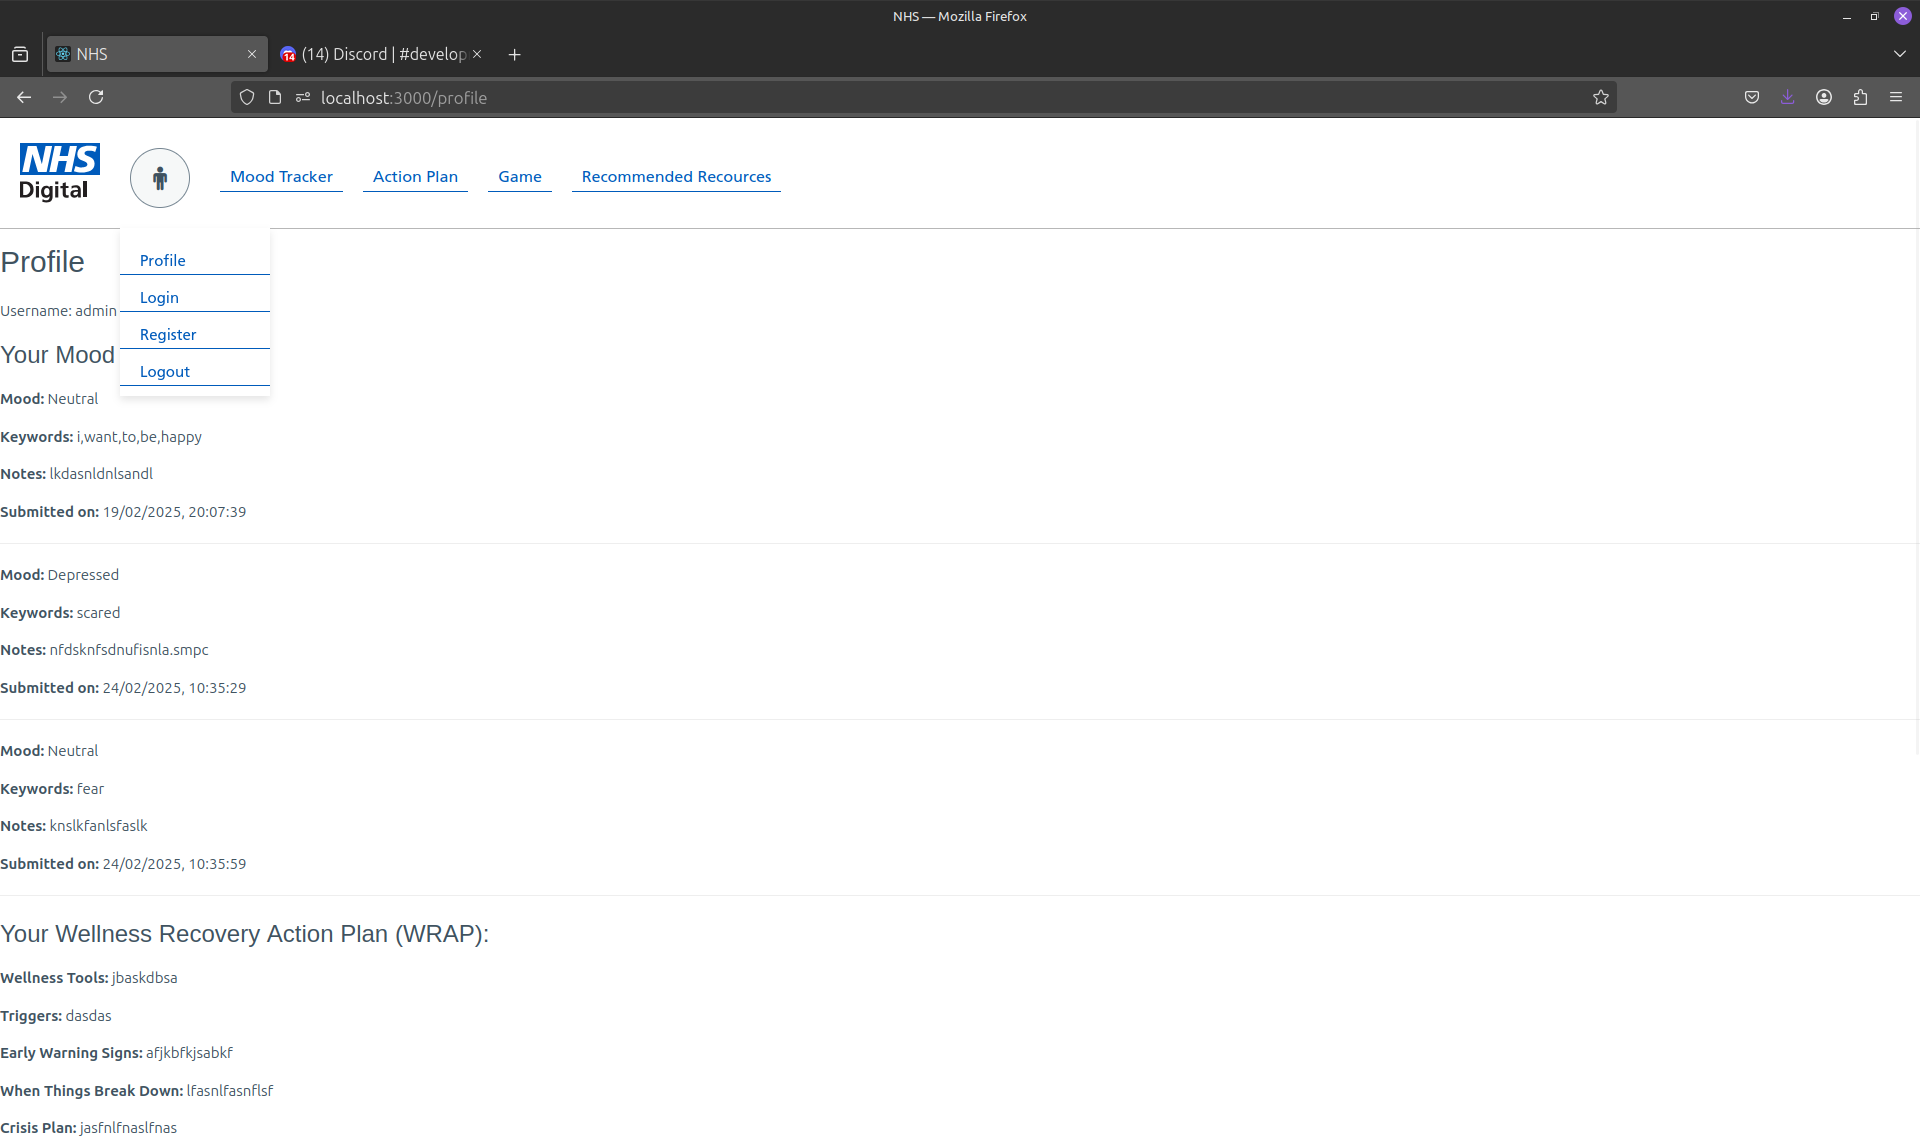 NHS — Mozilla Firefox
NHS
14 (14) Discord | #develop
localhost:3000/profile
NHS
Digital
Mood Tracker
Action Plan
Game
Recommended Recources
Profile
Login
Register
Logout
Profile
Username: admin
Your Mood
Mood: Neutral
Keywords: i,want,to,be,happy
Notes: lkdasnldnlsandl
Submitted on: 19/02/2025, 20:07:39
Mood: Depressed
Keywords: scared
Notes: nfdsknfsdnufisnla.smpc
Submitted on: 24/02/2025, 10:35:29
Mood: Neutral
Keywords: fear
Notes: knslkfanlsfaslk
Submitted on: 24/02/2025, 10:35:59
Your Wellness Recovery Action Plan (WRAP):
Wellness Tools: jbaskdbsa
Triggers: dasdas
Early Warning Signs: afjkbfkjsabkf
When Things Break Down: lfasnlfasnflsf
Crisis Plan: jasfnlfnaslfnas